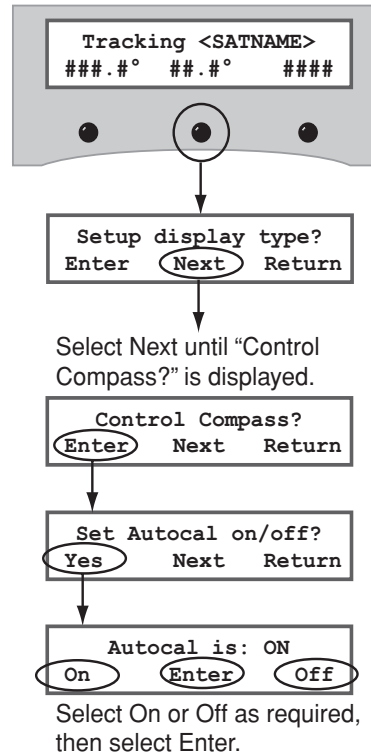 Tracking <SATNAME>
###.#° ##.#° ####
Setup display type?
Enter Next Return
Select Next until “Control
Compass?” is displayed.
Control Compass?
Enter Next Return
Set Autocal on/off?
Yes Next Return
Autocal is: ON
On Enter Off
Select On or Off as required,
then select Enter.